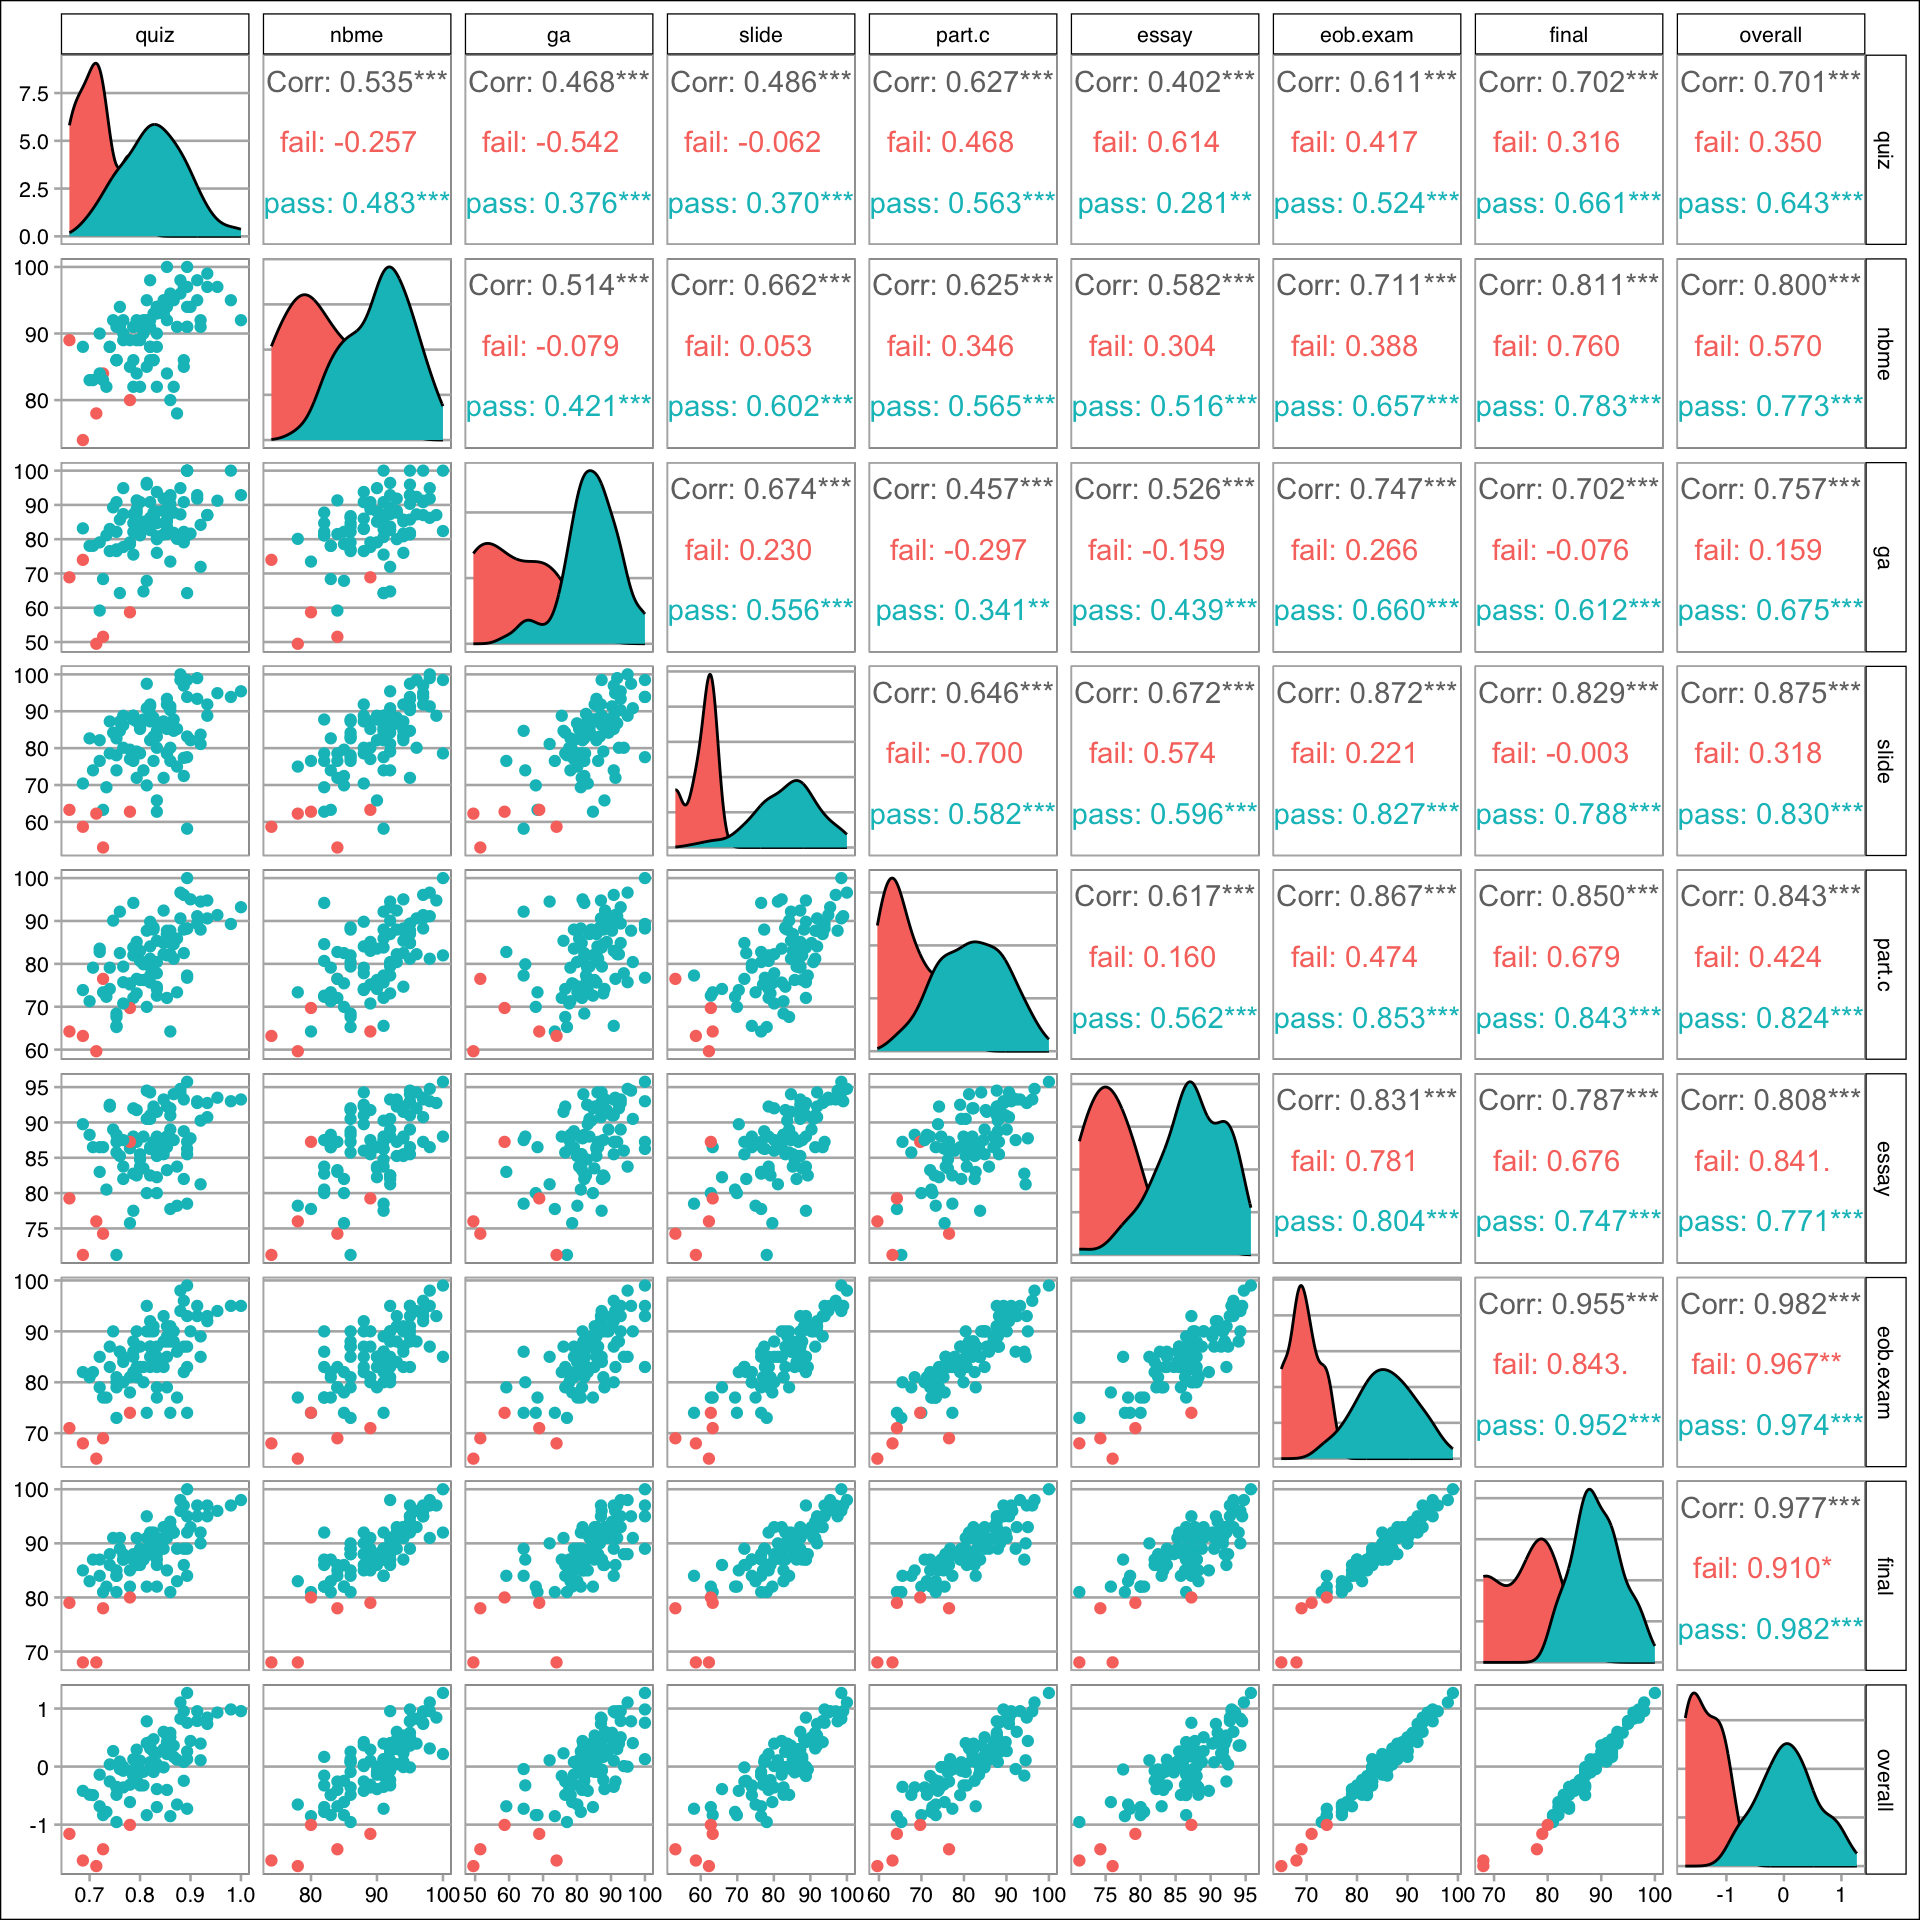 quiz nbme ga slide part.c essay eob.exam final overall
7.5 Corr: 0.535*** Corr: 0.468*** Corr: 0.486*** Corr: 0.627*** Corr: 0.402*** Corr: 0.611*** Corr: 0.702*** Corr: 0.701***
5.0 fail: -0.257 fail: -0.542 fail: -0.062 fail: 0.468 fail: 0.614 fail: 0.417 fail: 0.316 fail: 0.350 quiz
2.5 pass: 0.483*** pass: 0.376*** pass: 0.370*** pass: 0.563*** pass: 0.281** pass: 0.524*** pass: 0.661*** pass: 0.643***
0.0
100 Corr: 0.514*** Corr: 0.662*** Corr: 0.625*** Corr: 0.582*** Corr: 0.711*** Corr: 0.811*** Corr: 0.800***
90 fail: -0.079 fail: 0.053 fail: 0.346 fail: 0.304 fail: 0.388 fail: 0.760 fail: 0.570 nbme
80 pass: 0.421*** pass: 0.602*** pass: 0.565*** pass: 0.516*** pass: 0.657*** pass: 0.783*** pass: 0.773***
100 Corr: 0.674*** Corr: 0.457*** Corr: 0.526*** Corr: 0.747*** Corr: 0.702*** Corr: 0.757***
90
80 fail: 0.230 fail: -0.297 fail: -0.159 fail: 0.266 fail: -0.076 fail: 0.159 ga
70
60 pass: 0.556*** pass: 0.341** pass: 0.439*** pass: 0.660*** pass: 0.612*** pass: 0.675***
50
100 Corr: 0.646*** Corr: 0.672*** Corr: 0.872*** Corr: 0.829*** Corr: 0.875***
90
80 fail: -0.700 fail: 0.574 fail: 0.221 fail: -0.003 fail: 0.318 slide
70
60 pass: 0.582*** pass: 0.596*** pass: 0.827*** pass: 0.788*** pass: 0.830***
100 Corr: 0.617*** Corr: 0.867*** Corr: 0.850*** Corr: 0.843***
90
80 fail: 0.160 fail: 0.474 fail: 0.679 fail: 0.424 part.c
70 pass: 0.562*** pass: 0.853*** pass: 0.843*** pass: 0.824***
60
95 Corr: 0.831*** Corr: 0.787*** Corr: 0.808***
90
85 fail: 0.781 fail: 0.676 fail: 0.841. essay
80
75 pass: 0.804*** pass: 0.747*** pass: 0.771***
100 Corr: 0.955*** Corr: 0.982***
90 fail: 0.843. fail: 0.967** eob.exam
80
70 pass: 0.952*** pass: 0.974***
100 Corr: 0.977***
90 fail: 0.910* final
80 pass: 0.982***
70
1
0 overall
-1
0.7 0.8 0.9 1.0 80 90 100 50 60 70 80 90 100 60 70 80 90 100 60 70 80 90 100 75 80 85 90 95 70 80 90 100 70 80 90 100 -1 0 1